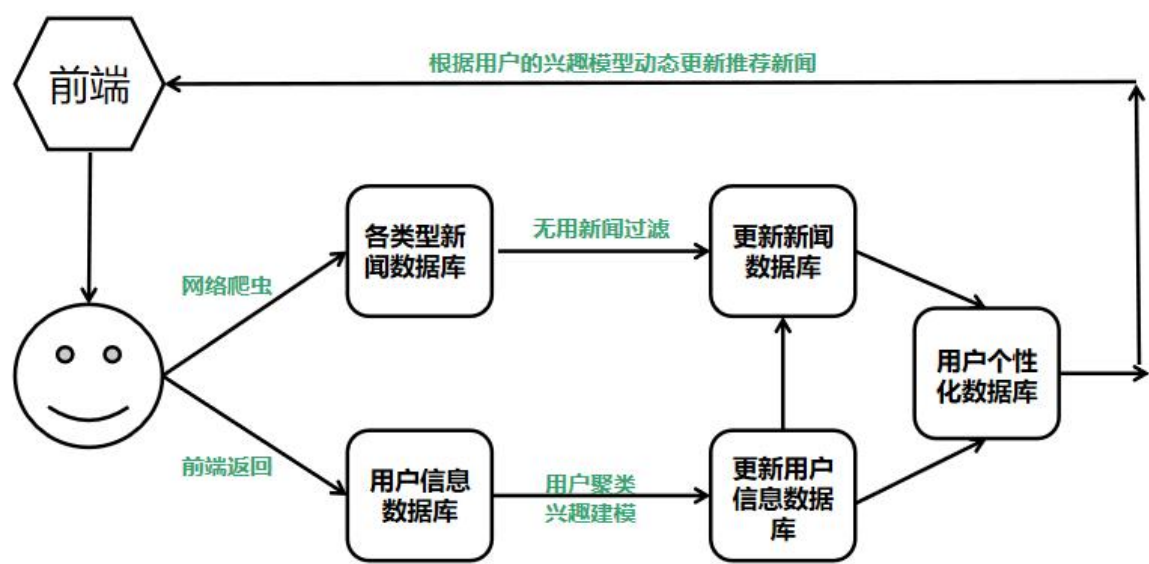 根据用户的兴趣模型动态更新推荐新闻
前端
各类型新
闻数据库
无用新闻过滤
更新新闻
数据库
网络爬虫
用户个性
化数据库
前端返回
用户信息
数据库
用户聚类
兴趣建模
更新用户
信息数据
库